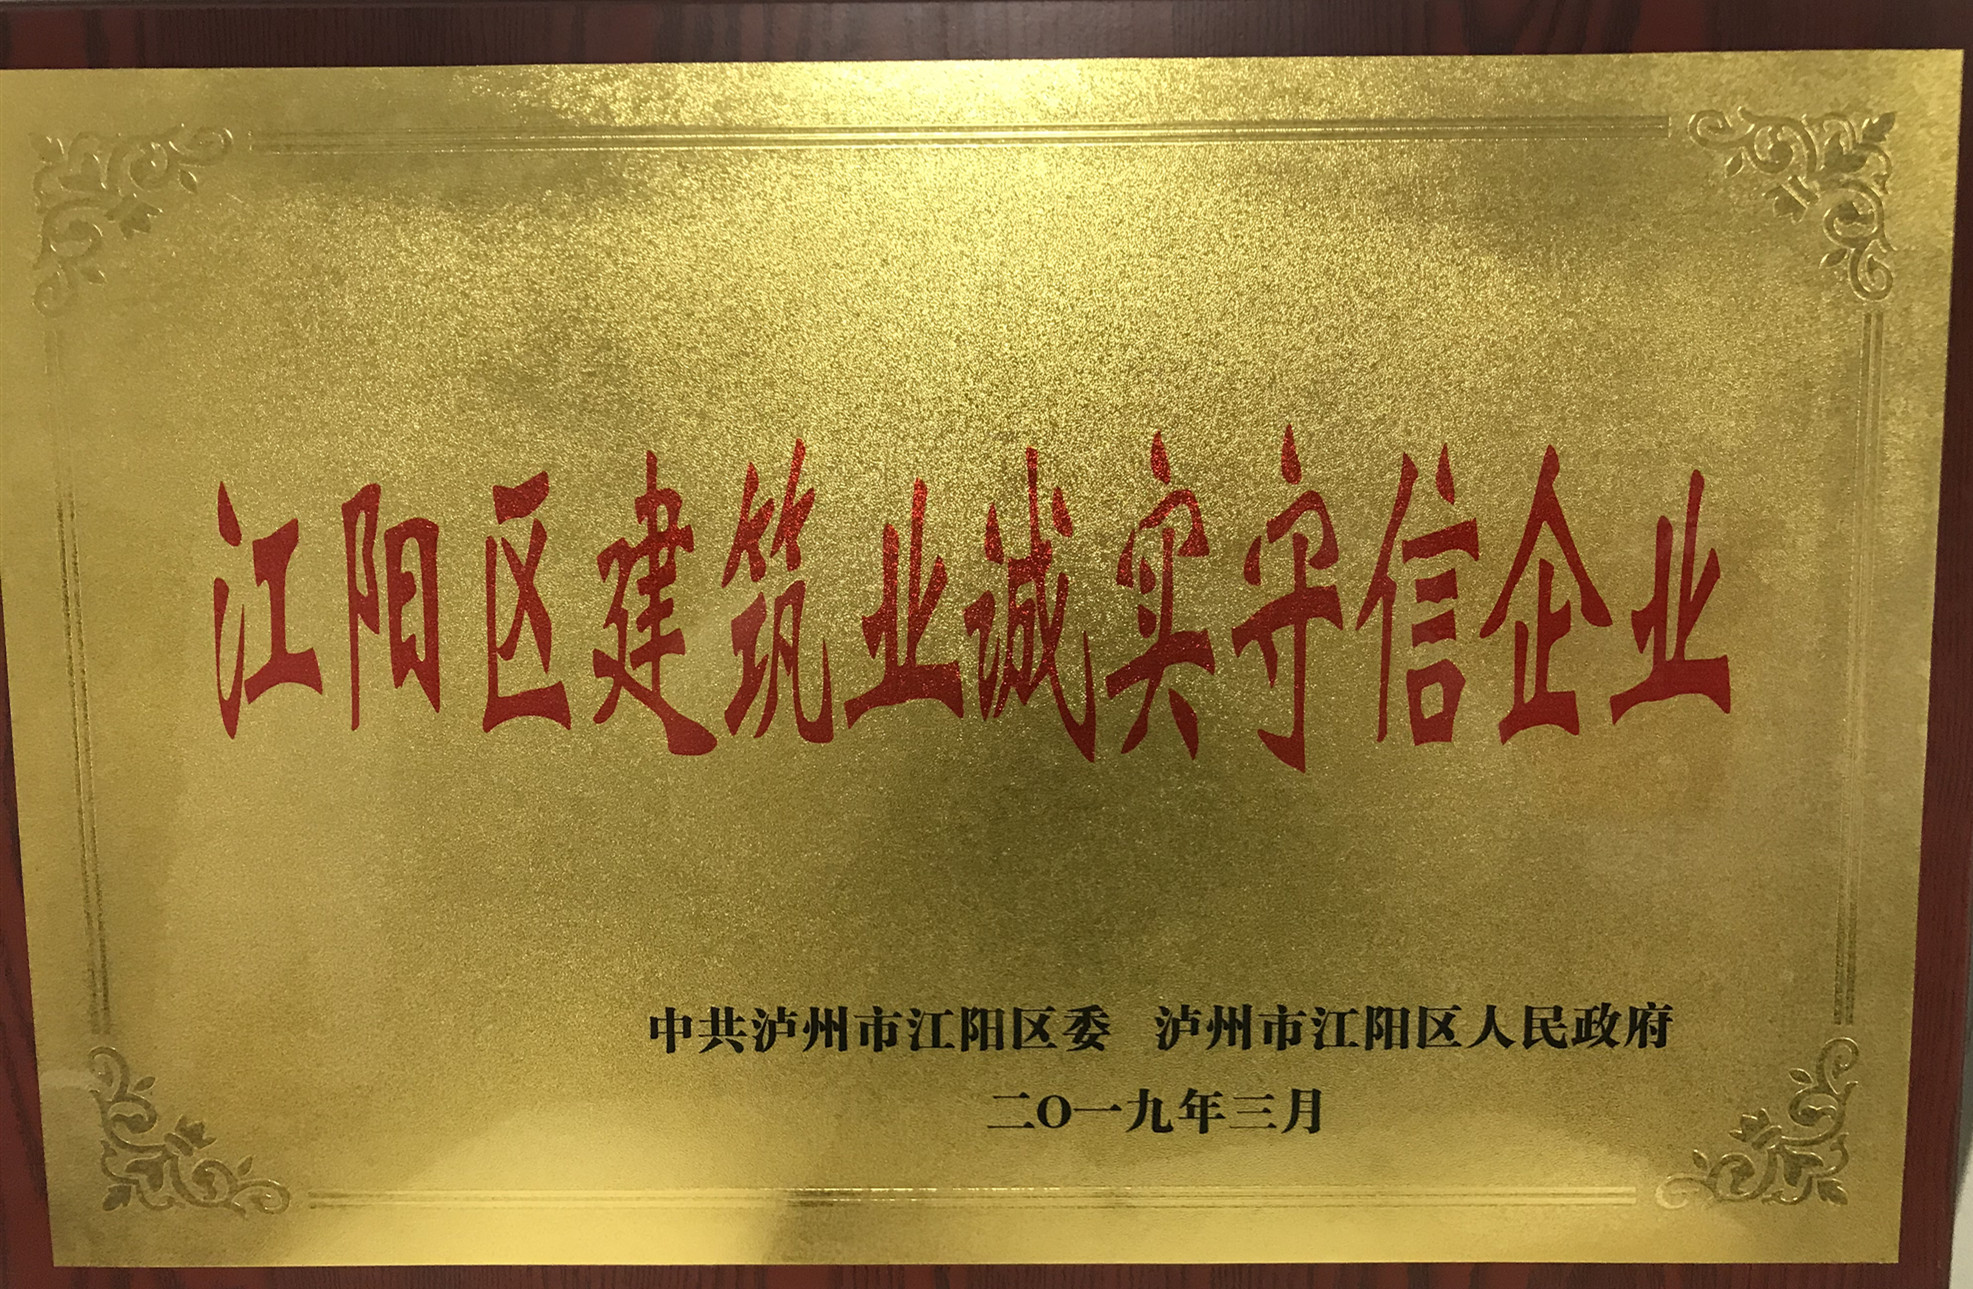 江阳区建筑业诚实守信企业
中共泸州市江阳区委 泸州市江阳区人民政府
二O一九年三月